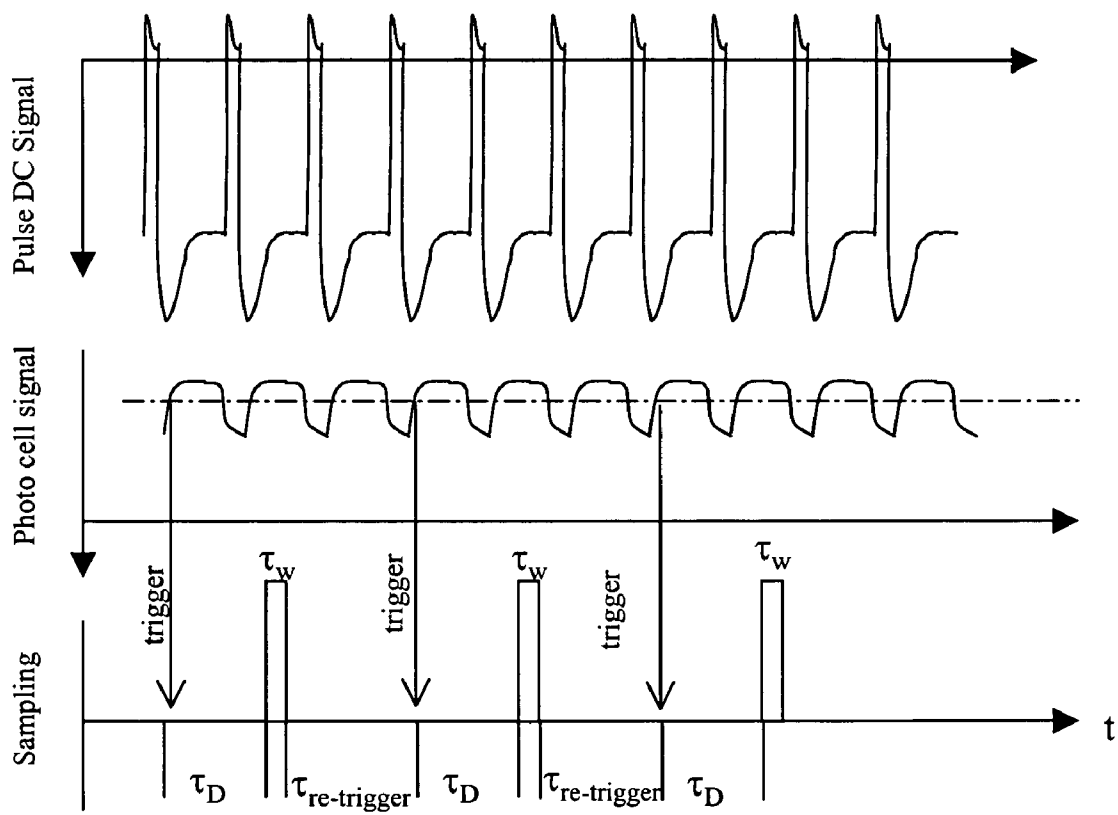 Pulse DC Signal
Photo cell signal
Sampling
trigger
τw
trigger
τw
trigger
τw
t
τD
τre-trigger
τD
τre-trigger
τD